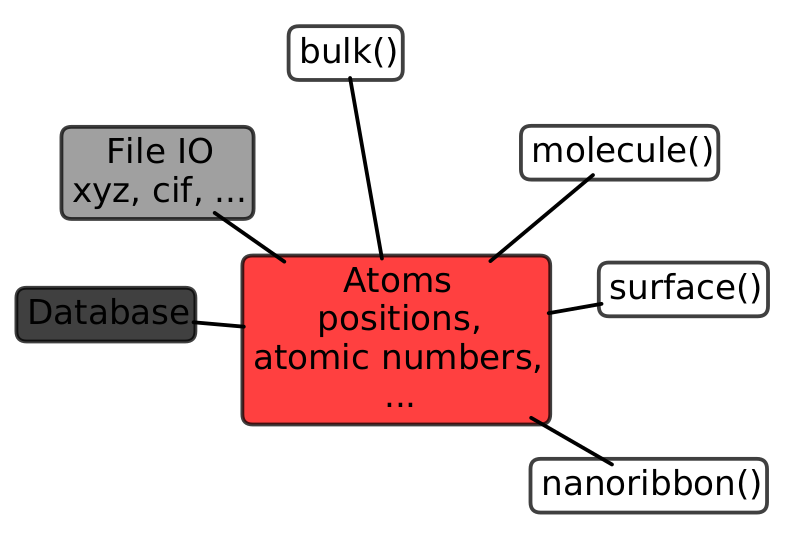 bulk()
File IO
xyz, cif, ...
molecule()
Atoms
positions,
atomic numbers,
...
surface()
Database
nanoribbon()